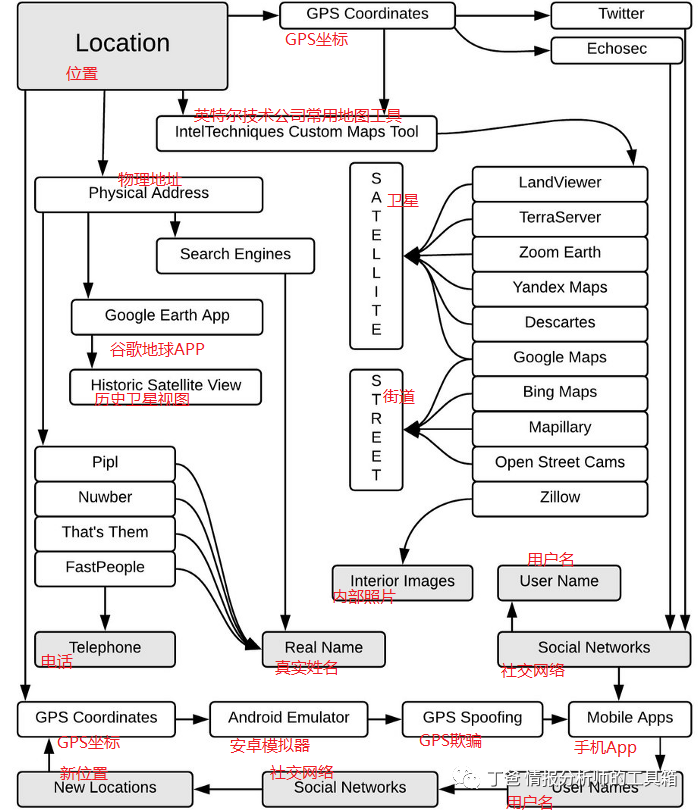 Location
位置
GPS Coordinates
GPS坐标
Twitter
Echosec
英特尔技术公司常用地图工具
IntelTechniques Custom Maps Tool
物理地址
Physical Address
Search Engines
Google Earth App
谷歌地球APP
Historic Satellite View
历史卫星视图
SATELLITE
卫星
LandViewer
TerraServer
Zoom Earth
Yandex Maps
Descartes
Google Maps
Bing Maps
Mapillary
Open Street Cams
Zillow
STREET
街道
Pipl
Nuwber
That's Them
FastPeople
Interior Images
内部照片
用户名
User Name
Telephone
电话
Real Name
真实姓名
Social Networks
社交网络
GPS Coordinates
GPS坐标
Android Emulator
安卓模拟器
GPS Spoofing
GPS欺骗
Mobile Apps
手机App
新位置
New Locations
社交网络
Social Networks
User Names
用户名
丁爸 情报分析师的工具箱